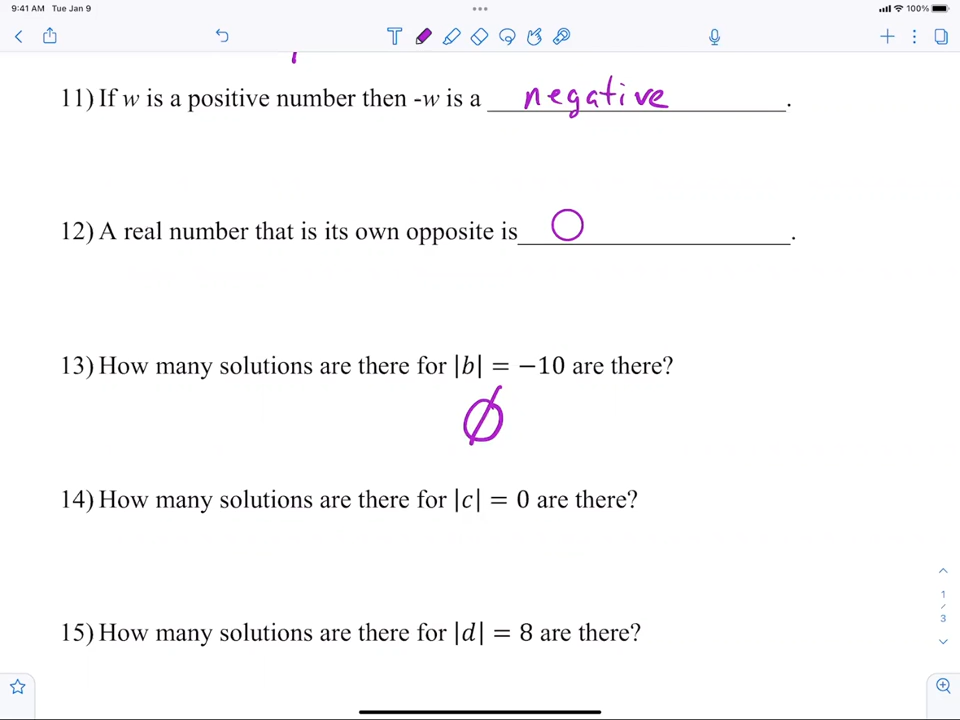 9:41 AM Tue Jan 9
100%
11) If w is a positive number then -w is a negative.
12) A real number that is its own opposite is 0.
13) How many solutions are there for |b| = −10 are there?
∅
14) How many solutions are there for |c| = 0 are there?
15) How many solutions are there for |d| = 8 are there?
1
/
3